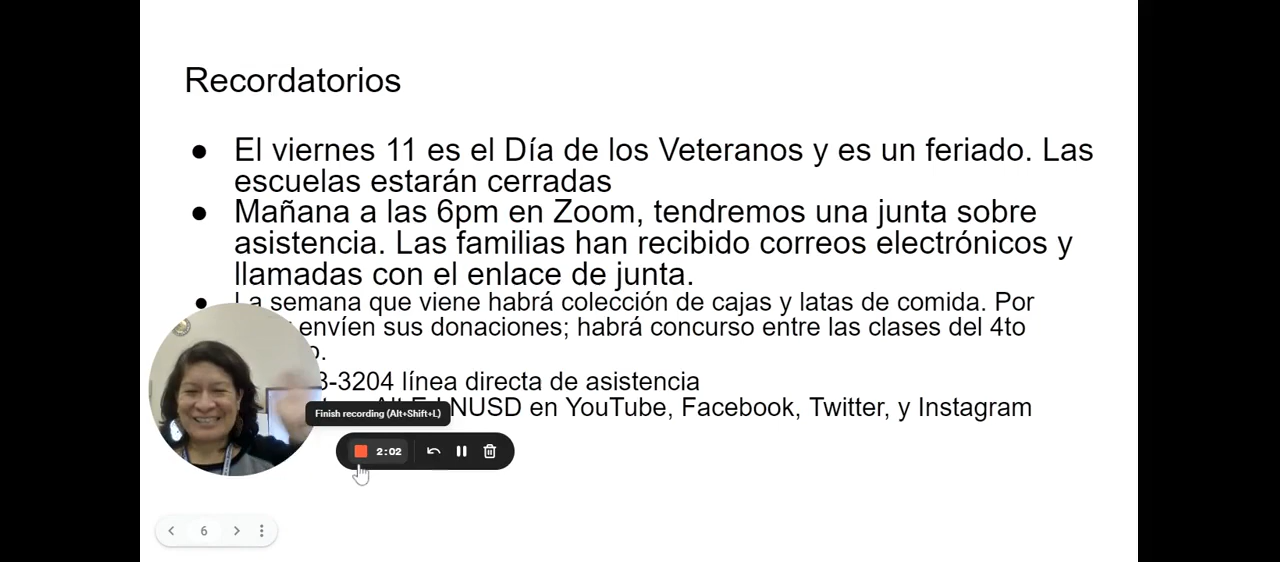 Recordatorios
● El viernes 11 es el Día de los Veteranos y es un feriado. Las
escuelas estarán cerradas
● Mañana a las 6pm en Zoom, tendremos una junta sobre
asistencia. Las familias han recibido correos electrónicos y
llamadas con el enlace de junta.
● La semana que viene habrá colección de cajas y latas de comida. Por
envíen sus donaciones; habrá concurso entre las clases del 4to
-3204 línea directa de asistencia
NUSD en YouTube, Facebook, Twitter, y Instagram
Finish recording (Alt+Shift+L)
2:02
6